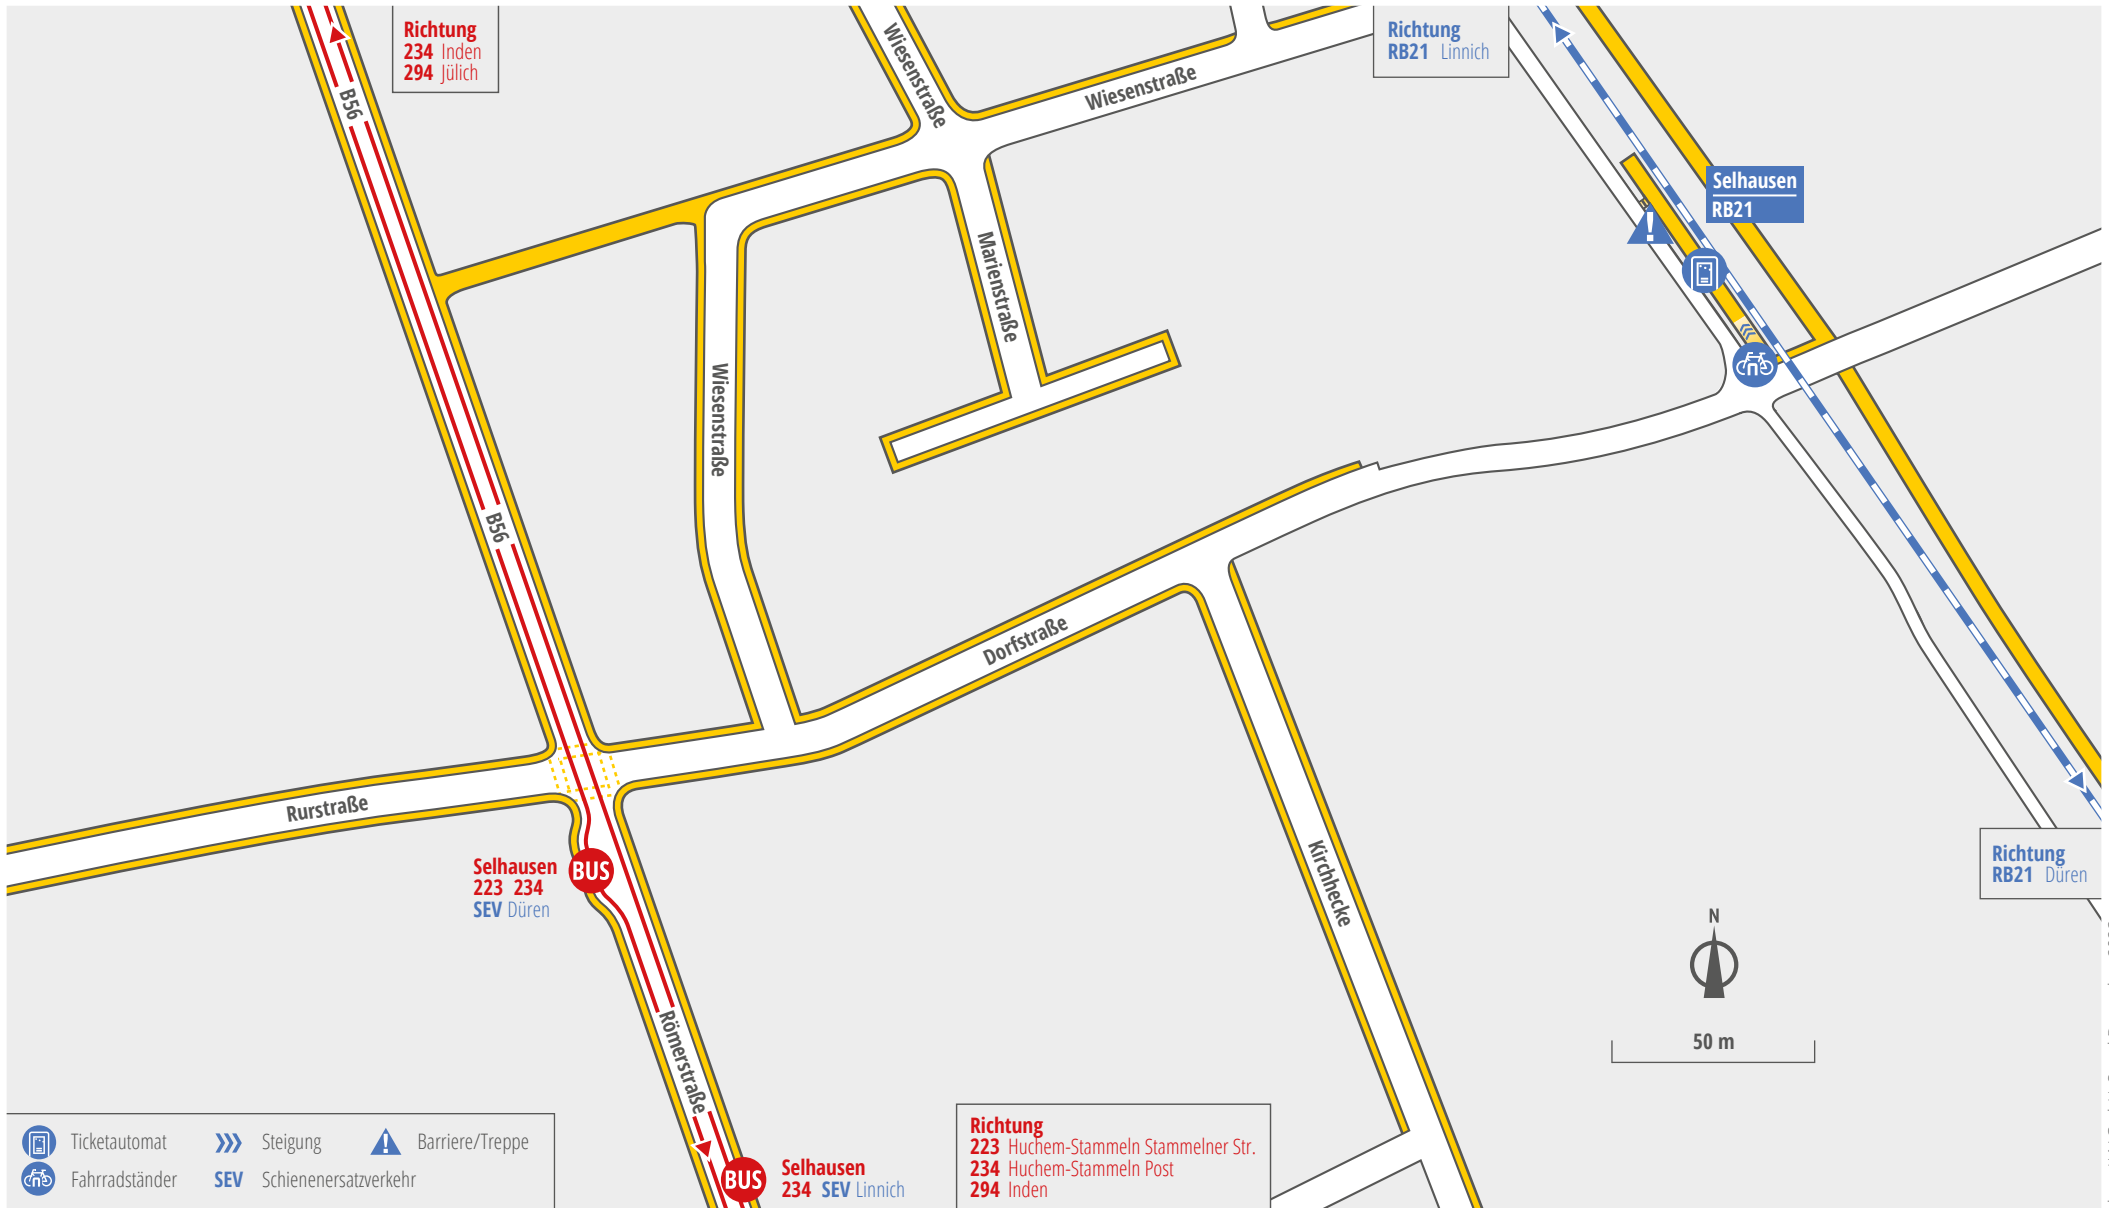 Richtung
234 Inden
294 Jülich
Richtung
RB21 Linnich
B56
Wiesenstraße
Wiesenstraße
Selhausen
RB21
Marienstraße
Wiesenstraße
B56
Dorfstraße
Rurstraße
Selhausen
223 234
SEV Düren
BUS
Kirchhecke
Richtung
RB21 Düren
N
50 m
Römerstraße
Ticketautomat
Steigung
Barriere/Treppe
Fahrradständer
SEV Schienenersatzverkehr
BUS
Selhausen
234 SEV Linnich
Richtung
223 Huchem-Stammeln Stammelner Str.
234 Huchem-Stammeln Post
294 Inden